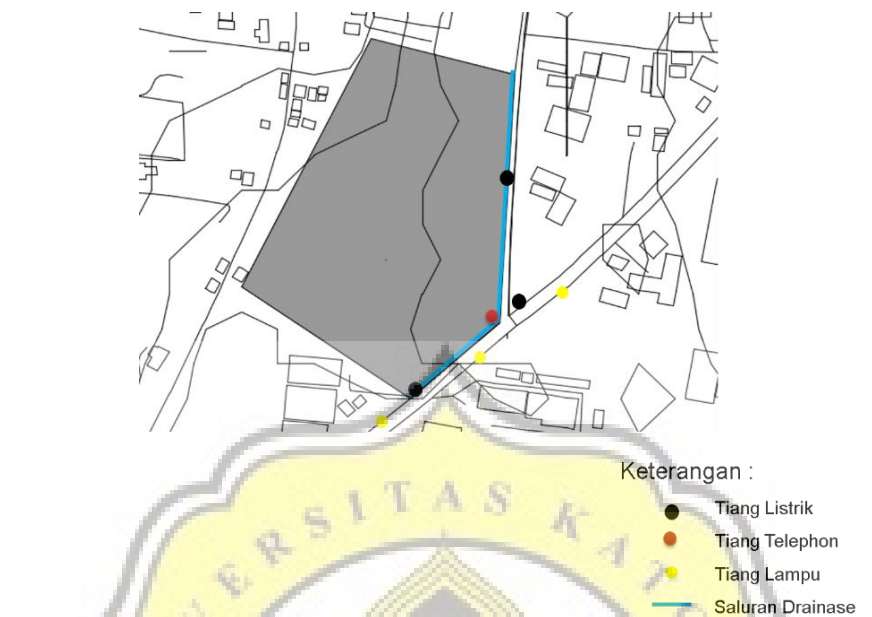 Keterangan :
Tiang Listrik
Tiang Telephon
Tiang Lampu
Saluran Drainase